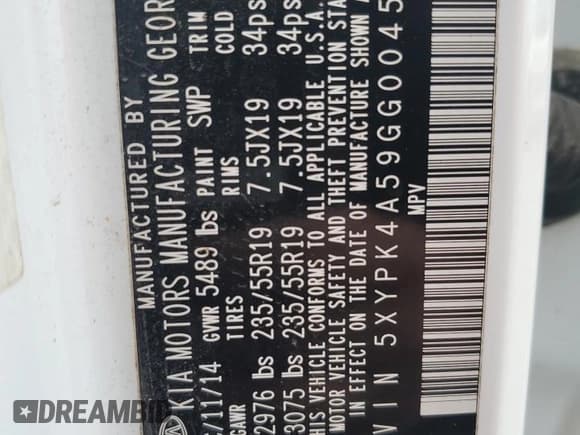 MANUFACTURED BY
KIA MOTORS MANUFACTURING GEOR
/11/14 GVWR 5489 lbs PAINT SWP TRIM
GAWR TIRES RIMS COLD
2976 lbs 235/55R19 7.5JX19 34ps
3075 lbs 235/55R19 7.5JX19 34ps
THIS VEHICLE CONFORMS TO ALL APPLICABLE U.S.A.
MOTOR VEHICLE SAFETY AND THEFT PREVENTION STA
IN EFFECT ON THE DATE OF MANUFACTURE SHOWN A
VIN 5XYPK4A59GG0045
MPV
DREAMBID